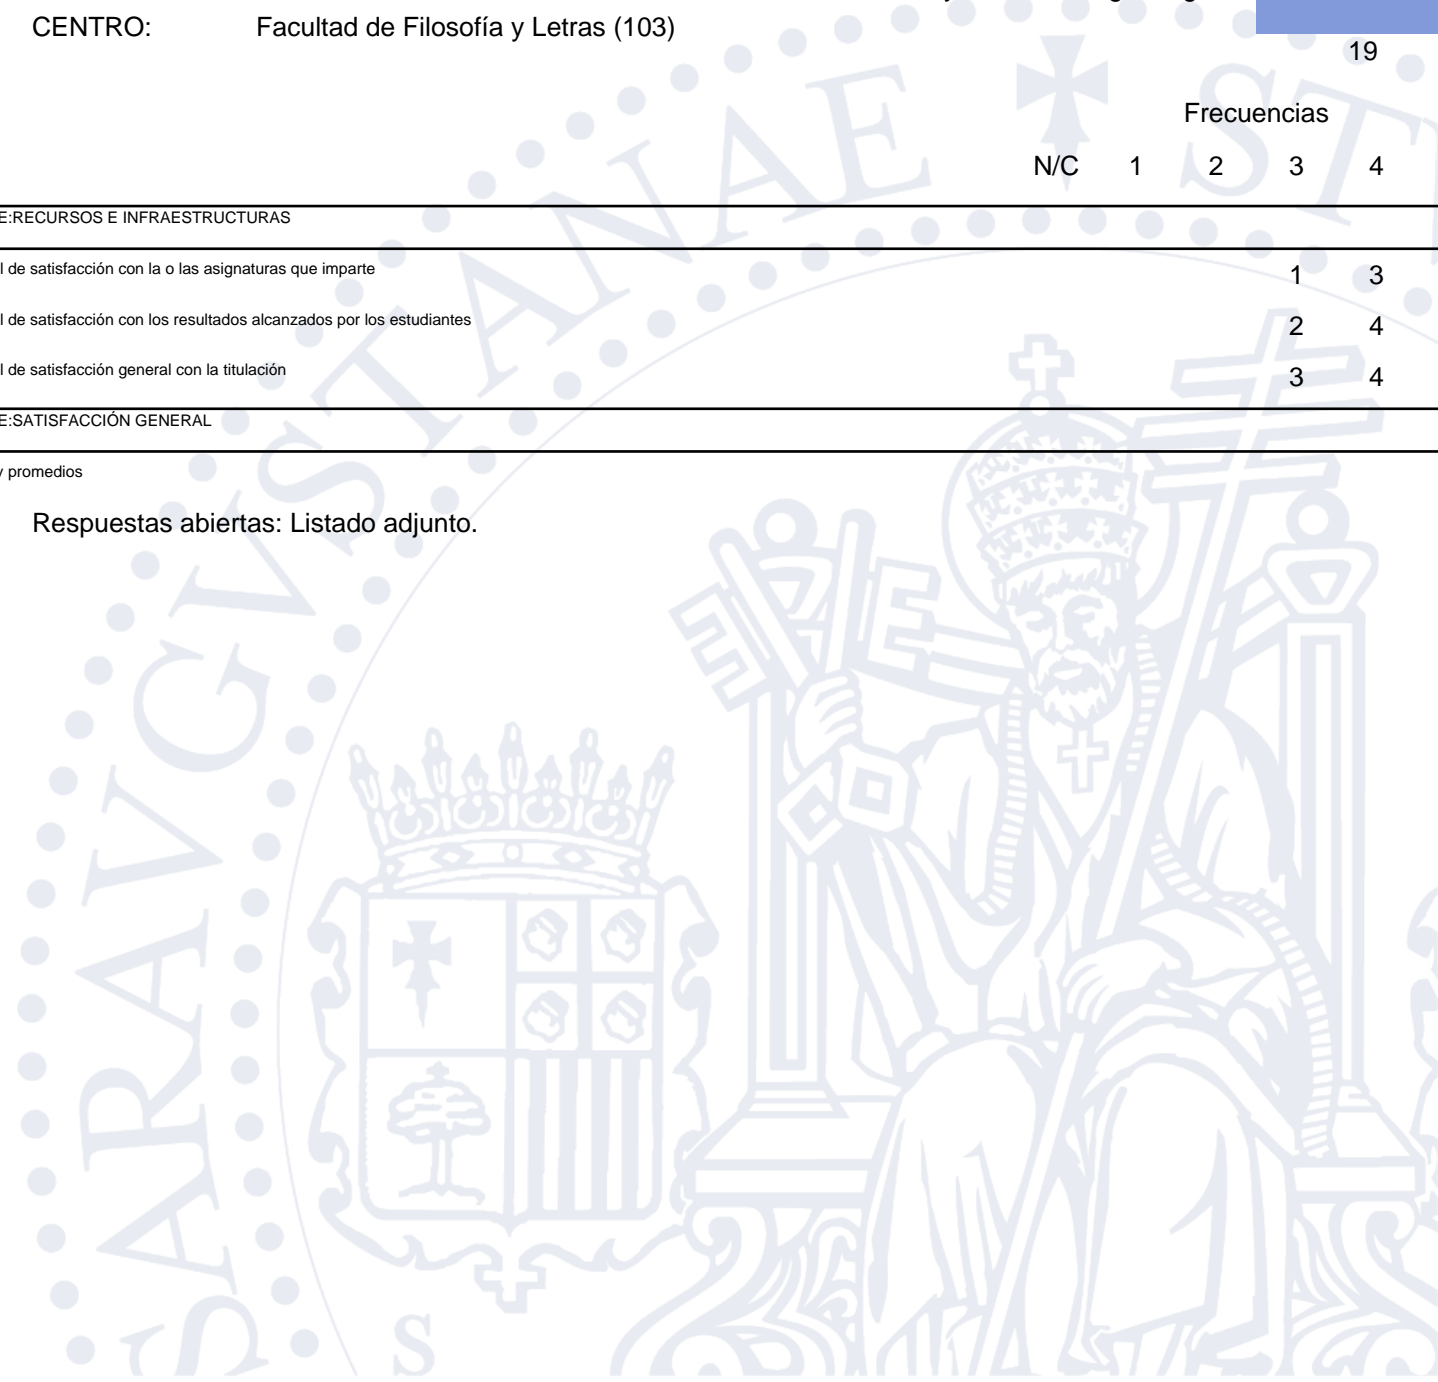 CENTRO: Facultad de Filosofía y Letras (103)
19
Frecuencias
N/C 1 2 3 4
E:RECURSOS E INFRAESTRUCTURAS
l de satisfacción con la o las asignaturas que imparte 1 3
l de satisfacción con los resultados alcanzados por los estudiantes 2 4
l de satisfacción general con la titulación 3 4
E:SATISFACCIÓN GENERAL
y promedios
Respuestas abiertas: Listado adjunto.
SARAVGVSTANAE ST
S